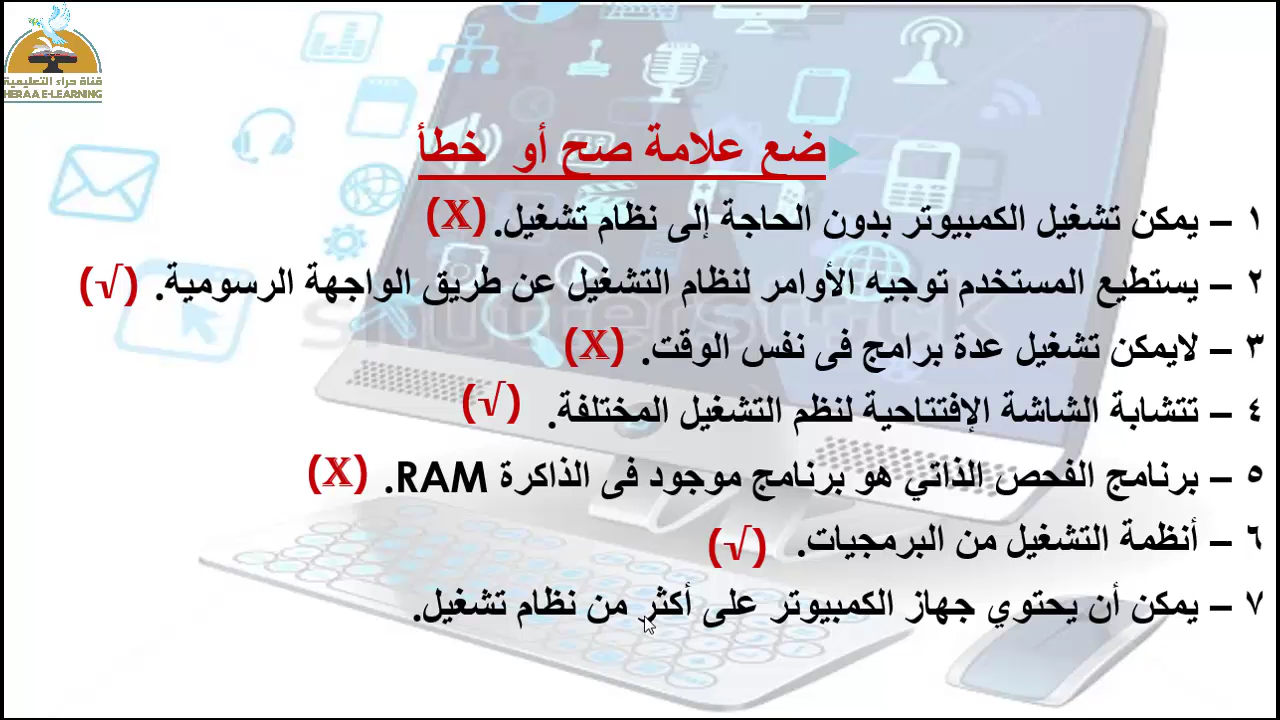 قناة حراء التعليمية
HERAA E-LEARNING
ضع علامة صح أو خطأ
١ – يمكن تشغيل الكمبيوتر بدون الحاجة إلى نظام تشغيل. (X)
٢ – يستطيع المستخدم توجيه الأوامر لنظام التشغيل عن طريق الواجهة الرسومية. (√)
٣ – لايمكن تشغيل عدة برامج فى نفس الوقت. (X)
٤ – تتشابة الشاشة الإفتتاحية لنظم التشغيل المختلفة. (√)
٥ – برنامج الفحص الذاتي هو برنامج موجود فى الذاكرة RAM. (X)
٦ – أنظمة التشغيل من البرمجيات. (√)
٧ – يمكن أن يحتوي جهاز الكمبيوتر على أكثر من نظام تشغيل.
shutterstock